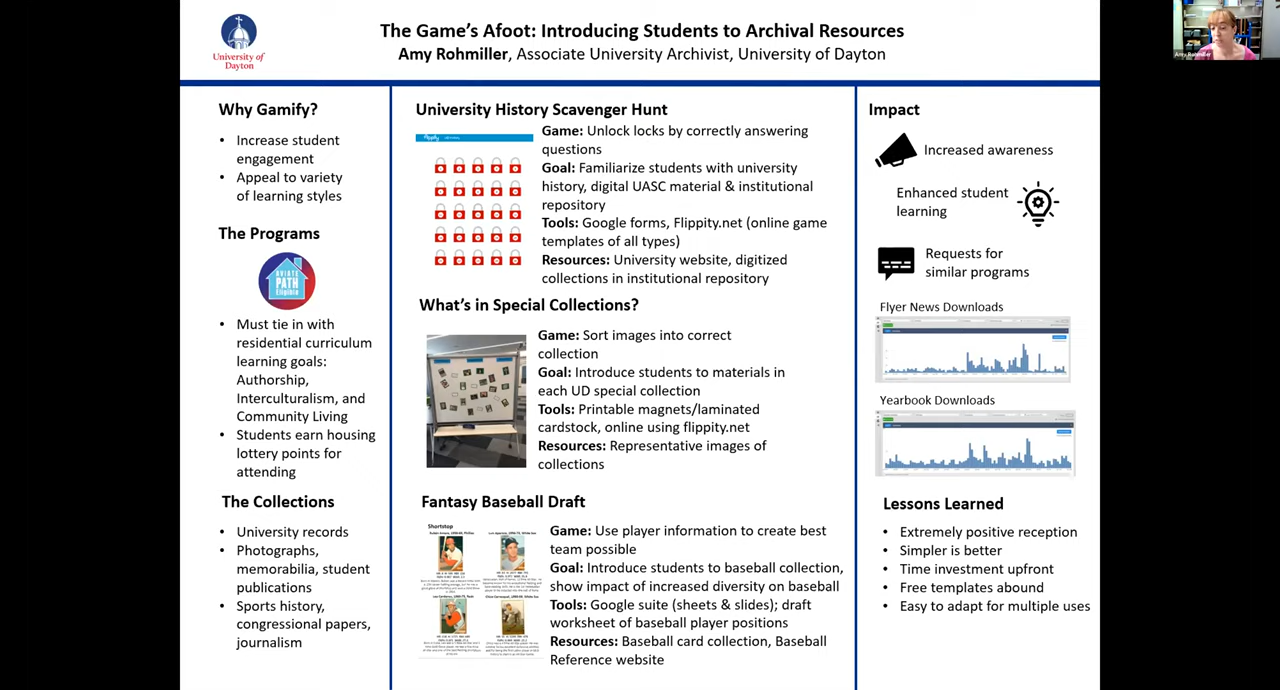 The Game's Afoot: Introducing Students to Archival Resources
Amy Rohmiller, Associate University Archivist, University of Dayton
University of
Dayton
Amy Rohmiller
Why Gamify?
• Increase student
engagement
• Appeal to variety
of learning styles
The Programs
AVIATE
PATH
Eligible
• Must tie in with
residential curriculum
learning goals:
Authorship,
Interculturalism, and
Community Living
• Students earn housing
lottery points for
attending
The Collections
• University records
• Photographs,
memorabilia, student
publications
• Sports history,
congressional papers,
journalism
University History Scavenger Hunt
flippity
Game: Unlock locks by correctly answering
questions
Goal: Familiarize students with university
history, digital UASC material & institutional
repository
Tools: Google forms, Flippity.net (online game
templates of all types)
Resources: University website, digitized
collections in institutional repository
What's in Special Collections?
Game: Sort images into correct
collection
Goal: Introduce students to materials in
each UD special collection
Tools: Printable magnets/laminated
cardstock, online using flippity.net
Resources: Representative images of
collections
Fantasy Baseball Draft
Shortstop
Game: Use player information to create best
team possible
Goal: Introduce students to baseball collection,
show impact of increased diversity in baseball
Tools: Google suite (sheets & slides); draft
worksheet of baseball player positions
Resources: Baseball card collection, Baseball
Reference website
Impact
Increased awareness
Enhanced student
learning
Requests for
similar programs
Flyer News Downloads
Yearbook Downloads
Lessons Learned
• Extremely positive reception
• Simpler is better
• Time investment upfront
Free templates abound
• Easy to adapt for multiple uses